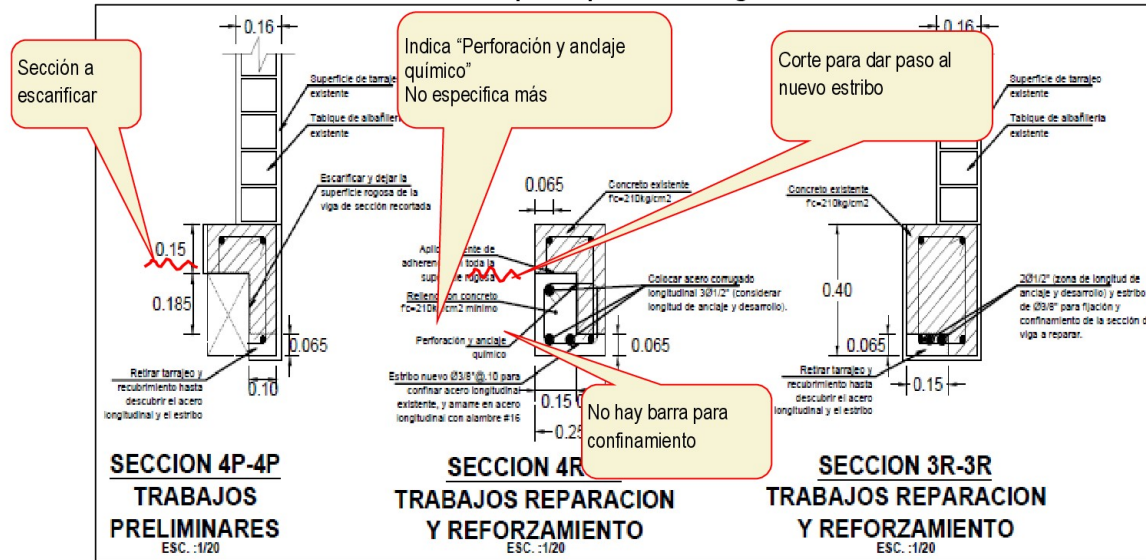 0.16
Sección a
escarificar
Superficie de tarrajeo
existente
Tabique de albañilería
existente
Escarificar y dejar la
superficie rogosa de la
viga de sección recortada
0.15
0.185
0.065
0.10
Retirar tarrajeo y
recubrimiento hasta
descubrir el acero
longitudinal y el estribo
SECCION 4P-4P
TRABAJOS
PRELIMINARES
ESC. :1/20
Indica “Perforación y anclaje
químico”
No especifica más
0.065
Concreto existente
f'c=210kg/cm2
adheren
toda la
rugosa
Colocar acero corrugado
longitudinal 3Ø1/2" (considerar
longitud de anclaje y desarrollo).
concreto
mínimo
Perforación y anclaje
químico
0.065
Estribo nuevo Ø3/8"@.10 para
confinar acero longitudinal
existente, y amarre en acero
longitudinal con alambre #16
0.15
No hay barra para
confinamiento
SECCION 4R
TRABAJOS REPARACION
Y REFORZAMIENTO
ESC. :1/20
Corte para dar paso al
nuevo estribo
0.16
Superficie de tarrajeo
existente
Tabique de albañilería
existente
Concreto existente
f'c=210kg/cm2
0.40
0.065
2Ø1/2" (zona de longitud de
anclaje y desarrollo) y estribo
de Ø3/8" para fijación y
confinamiento de la sección d
viga a reparar.
Retirar tarrajeo y
recubrimiento hasta
descubrir el acero
longitudinal y el estribo
0.15
SECCION 3R-3R
TRABAJOS REPARACION
Y REFORZAMIENTO
ESC. :1/20